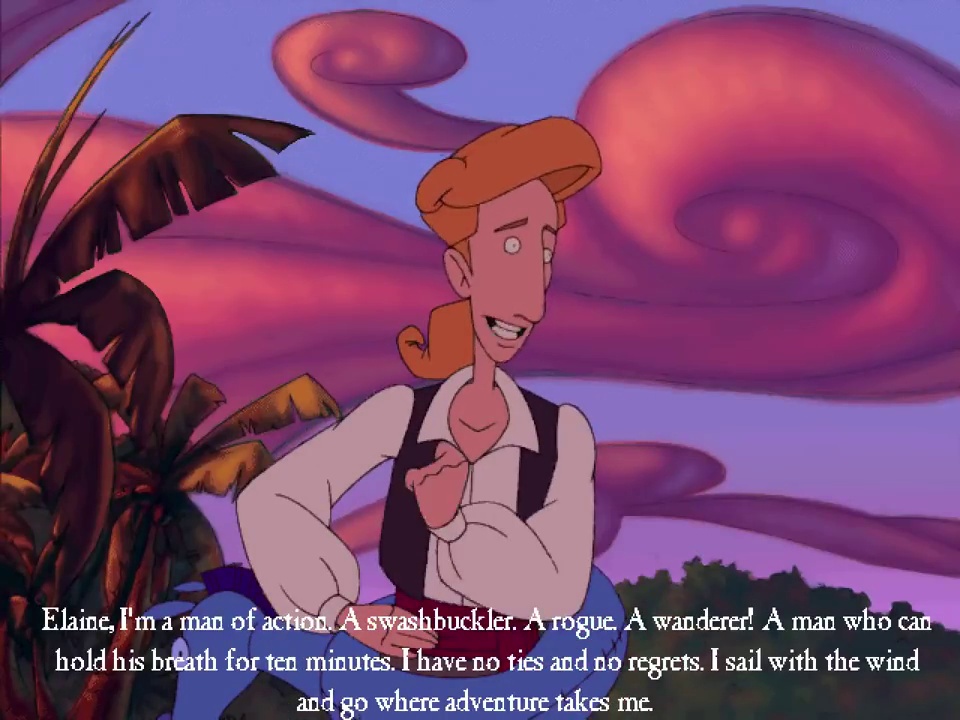 Elaine, I'm a man of action. A swashbuckler. A rogue. A wanderer! A man who can
hold his breath for ten minutes. I have no ties and no regrets. I sail with the wind
and go where adventure takes me.